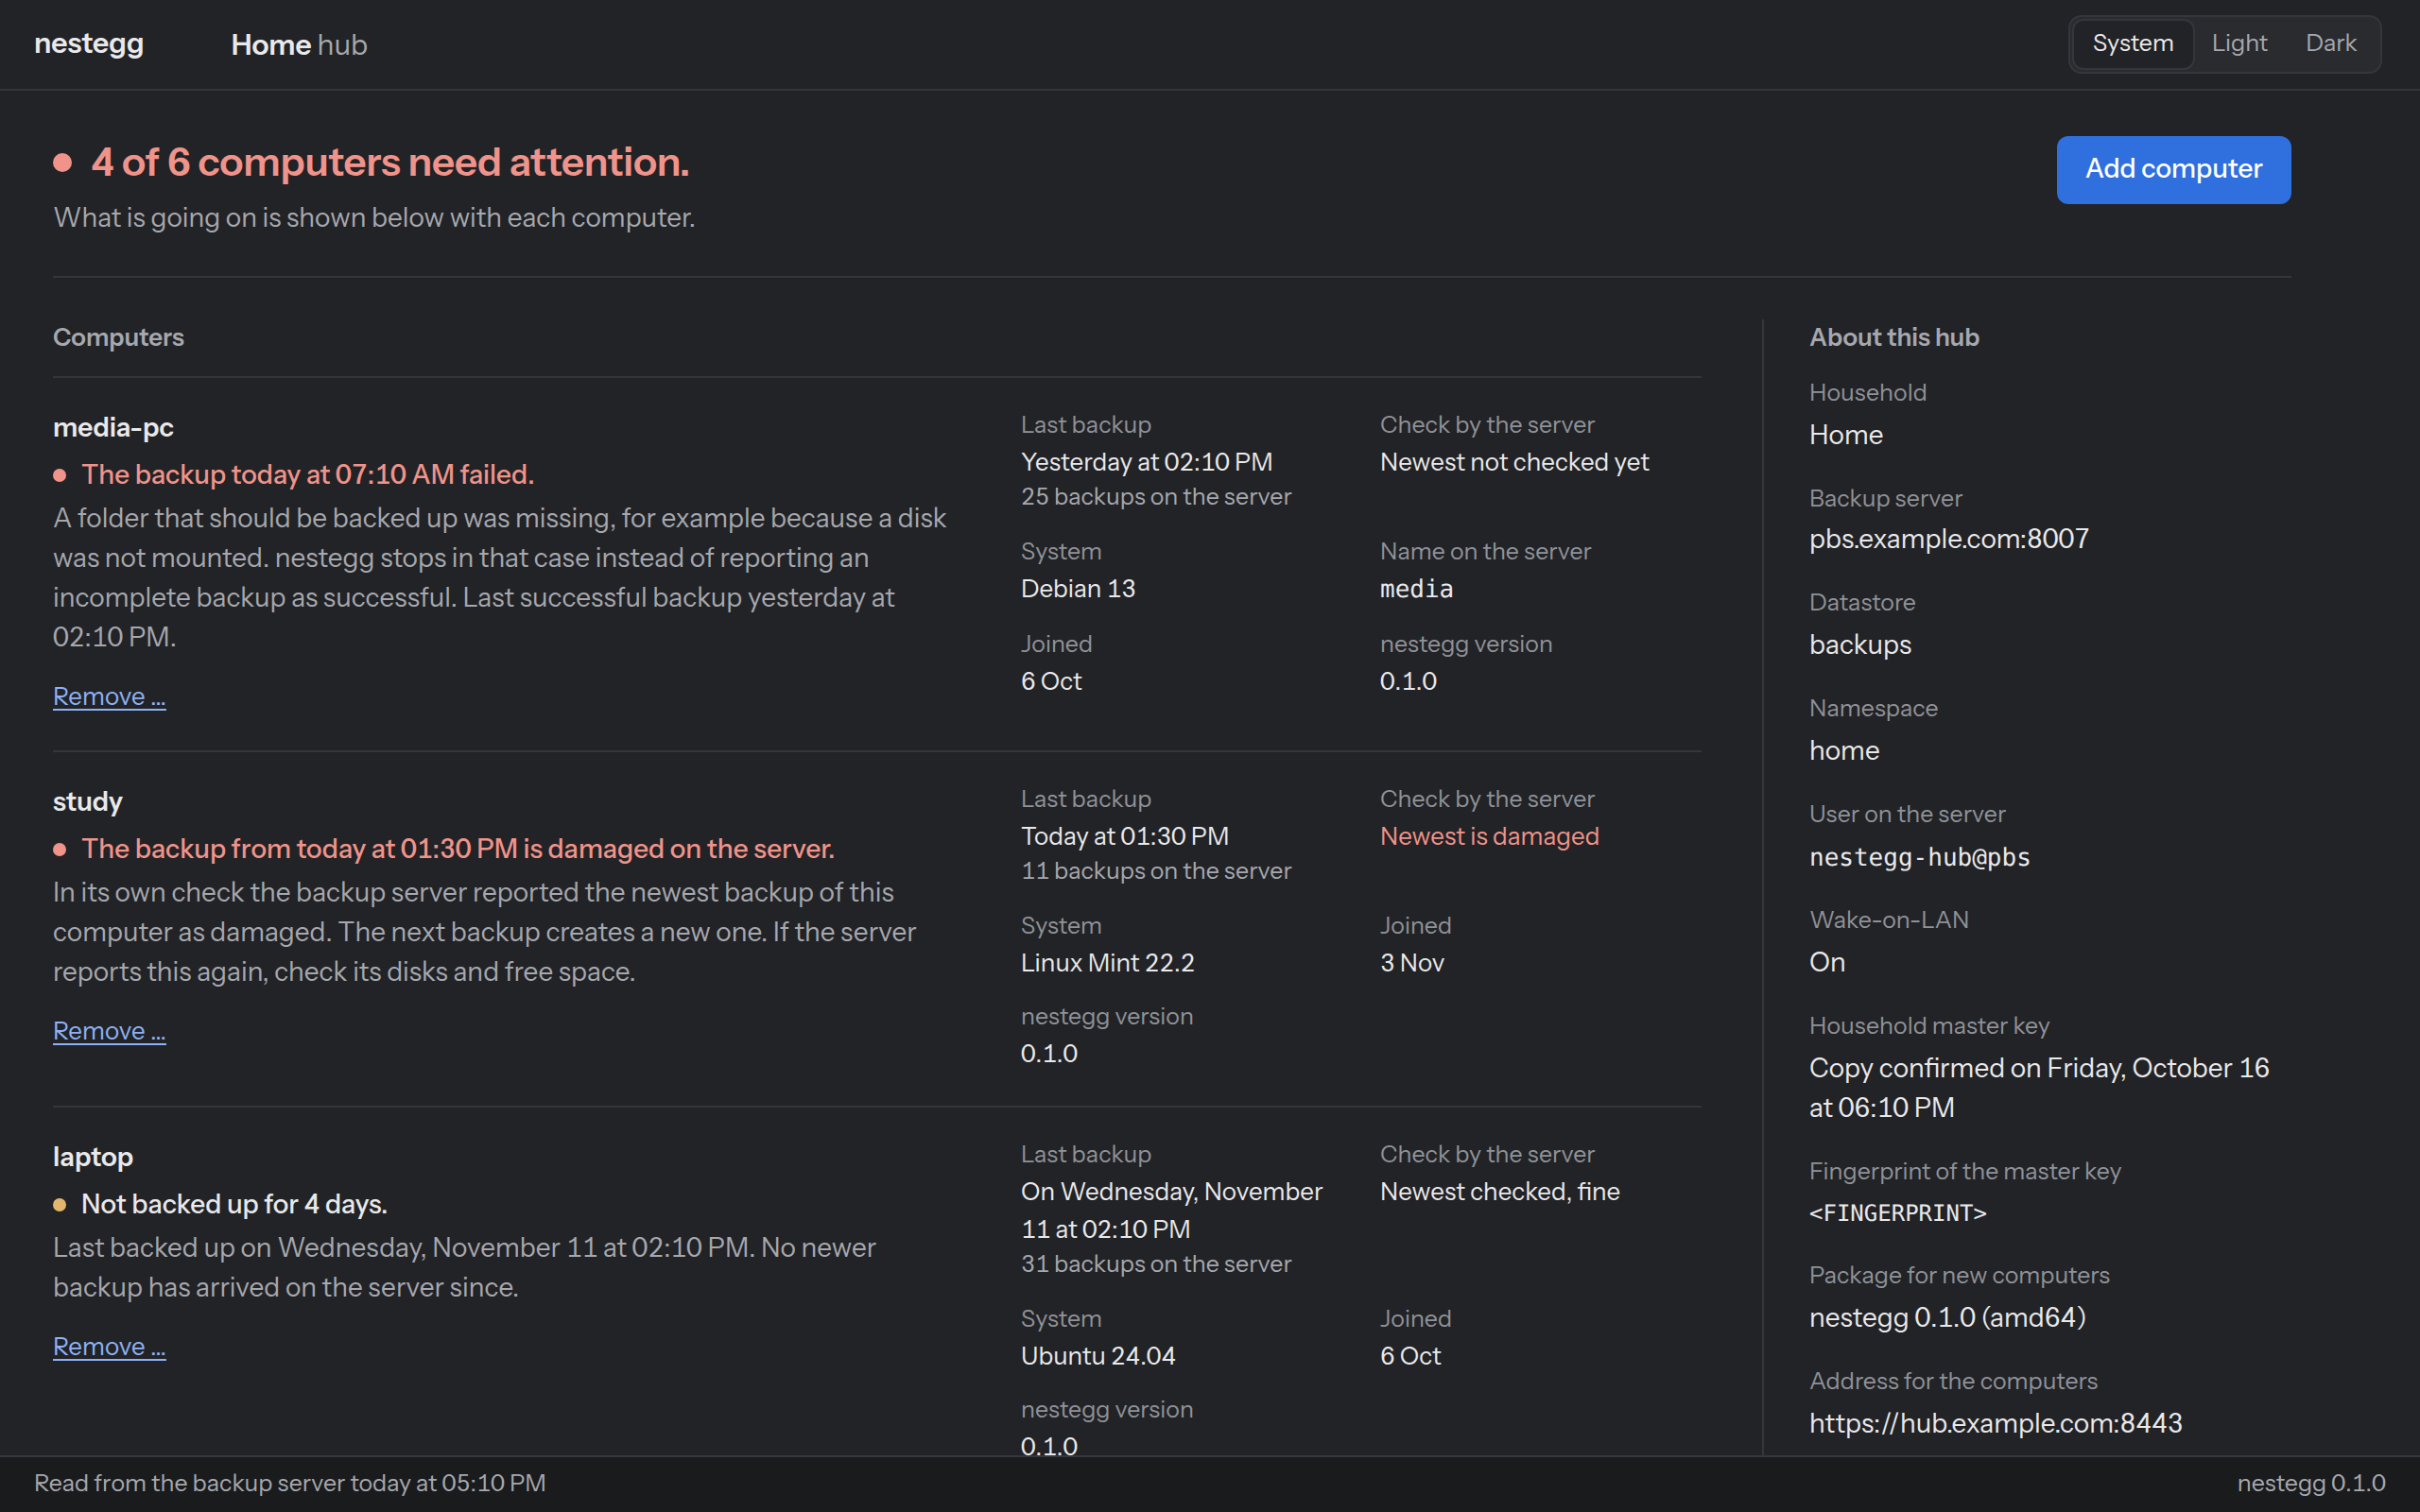 nestegg
Home hub
System Light Dark
4 of 6 computers need attention.
What is going on is shown below with each computer.
Add computer
Computers
media-pc
The backup today at 07:10 AM failed.
A folder that should be backed up was missing, for example because a disk
was not mounted. nestegg stops in that case instead of reporting an
incomplete backup as successful. Last successful backup yesterday at
02:10 PM.
Remove ...
Last backup
Yesterday at 02:10 PM
25 backups on the server
Check by the server
Newest not checked yet
System
Debian 13
Name on the server
media
Joined
6 Oct
nestegg version
0.1.0
study
The backup from today at 01:30 PM is damaged on the server.
In its own check the backup server reported the newest backup of this
computer as damaged. The next backup creates a new one. If the server
reports this again, check its disks and free space.
Remove ...
Last backup
Today at 01:30 PM
11 backups on the server
Check by the server
Newest is damaged
System
Linux Mint 22.2
Joined
3 Nov
nestegg version
0.1.0
laptop
Not backed up for 4 days.
Last backed up on Wednesday, November 11 at 02:10 PM. No newer
backup has arrived on the server since.
Remove ...
Last backup
On Wednesday, November
11 at 02:10 PM
31 backups on the server
Check by the server
Newest checked, fine
System
Ubuntu 24.04
Joined
6 Oct
nestegg version
0.1.0
About this hub
Household
Home
Backup server
pbs.example.com:8007
Datastore
backups
Namespace
home
User on the server
nestegg-hub@pbs
Wake-on-LAN
On
Household master key
Copy confirmed on Friday, October 16
at 06:10 PM
Fingerprint of the master key
<FINGERPRINT>
Package for new computers
nestegg 0.1.0 (amd64)
Address for the computers
https://hub.example.com:8443
Read from the backup server today at 05:10 PM
nestegg 0.1.0